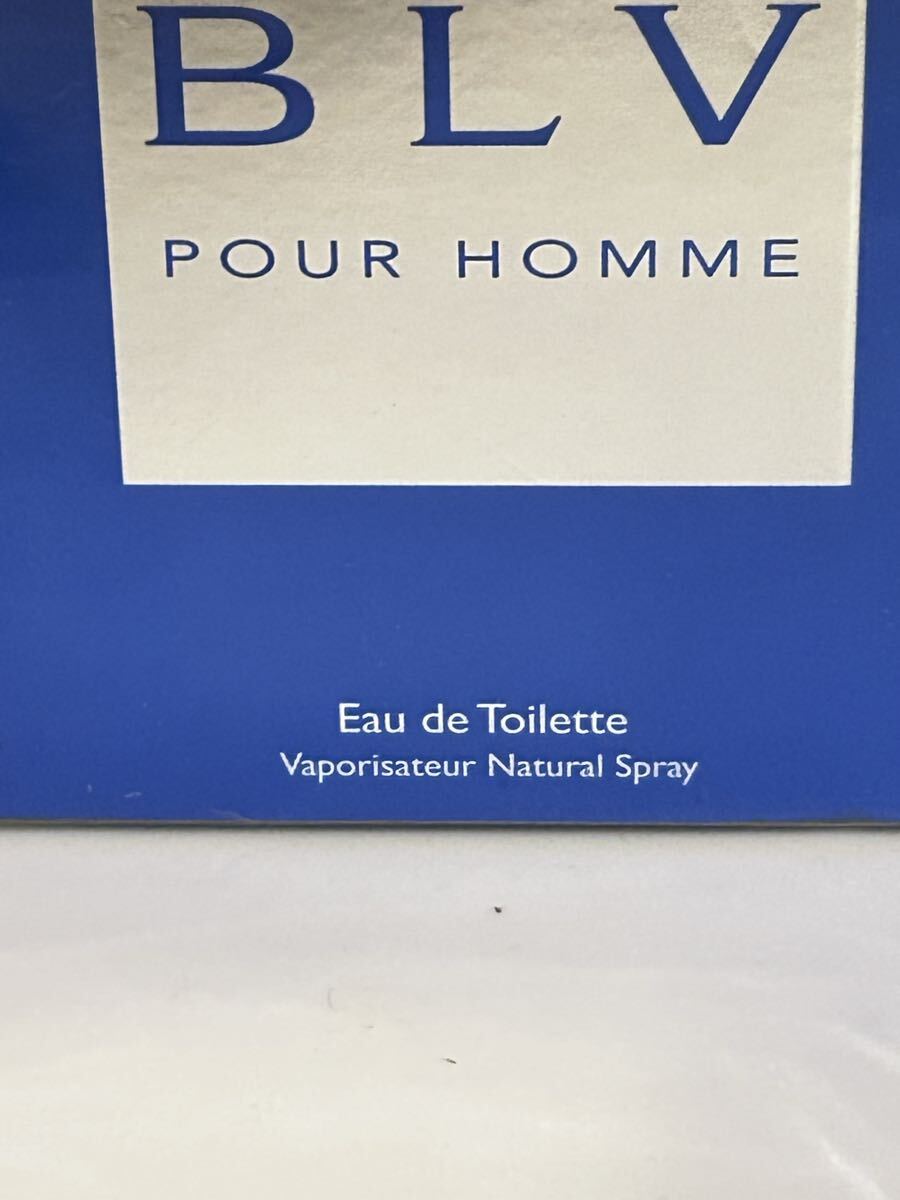 BLV
POUR HOMME
Eau de Toilette
Vaporisateur Natural Spray